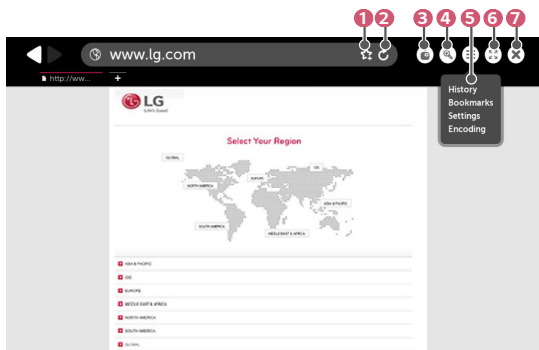 1 2 3 4 5 6 7
www.lg.com
http://ww... +
History
Bookmarks
Settings
Encoding
LG
Life's Good
Select Your Region
GLOBAL
CIS
EUROPE
NORTH AMERICA
ASIA & PACIFIC
SOUTH AMERICA
MIDDLE EAST & AFRICA
ASIA & PACIFIC
CIS
EUROPE
MIDDLE EAST & AFRICA
NORTH AMERICA
SOUTH AMERICA
GLOBAL